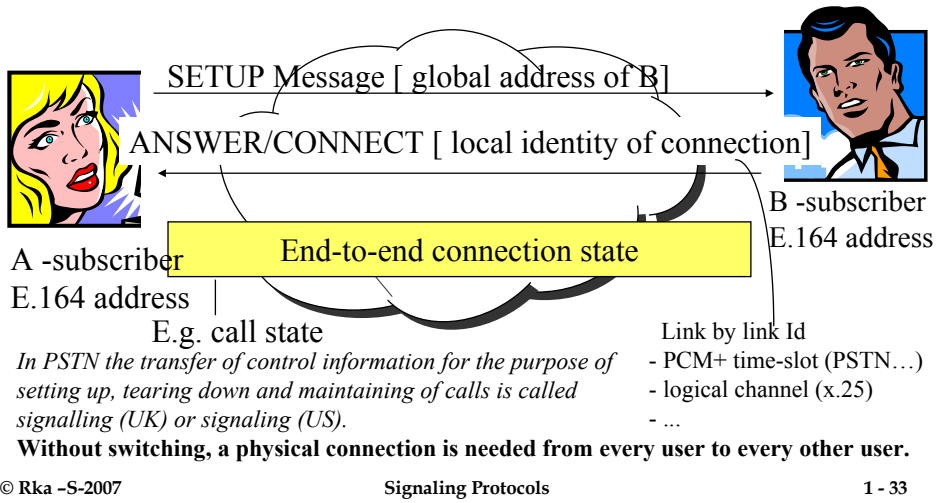 SETUP Message [ global address of B]
ANSWER/CONNECT [ local identity of connection]
B -subscriber
E.164 address
End-to-end connection state
A -subscriber
E.164 address
E.g. call state
Link by link Id
- PCM+ time-slot (PSTN…)
- logical channel (x.25)
- ...
In PSTN the transfer of control information for the purpose of
setting up, tearing down and maintaining of calls is called
signalling (UK) or signaling (US).
Without switching, a physical connection is needed from every user to every other user.
© Rka –S-2007
Signaling Protocols
1 - 33